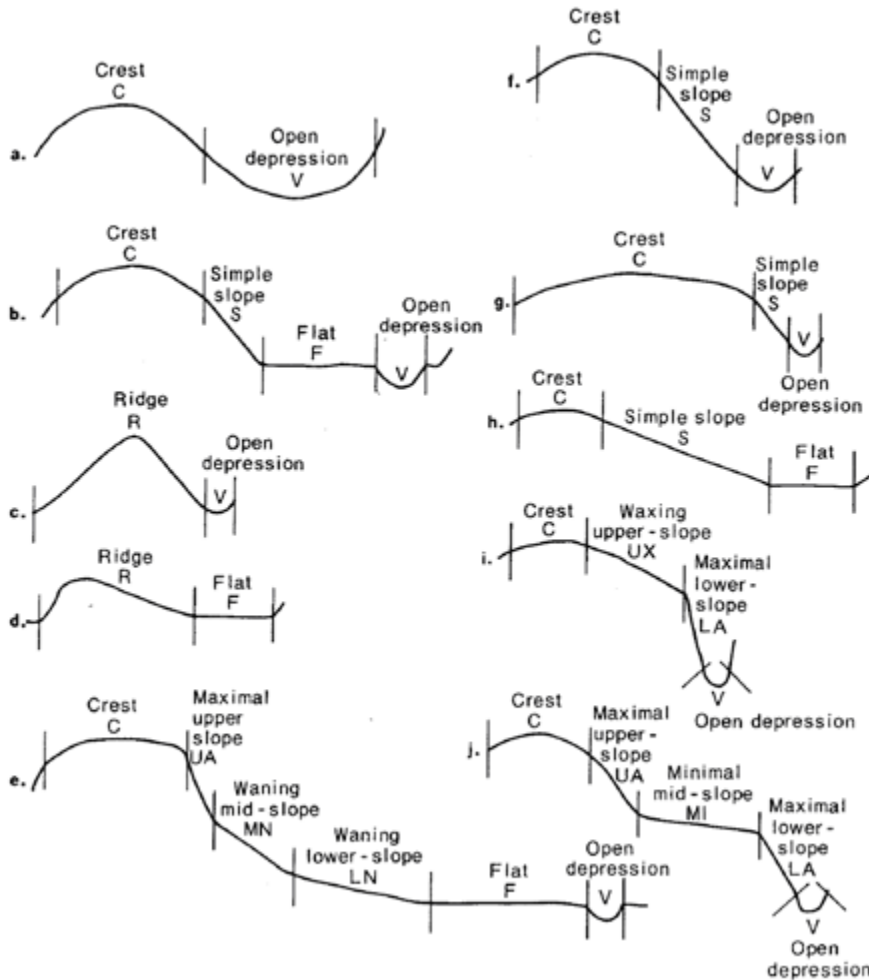 a.
Crest
C
Open
depression
V
b.
Crest
C
Simple
slope
S
Flat
F
Open
depression
V
c.
Ridge
R
Open
depression
V
d.
Ridge
R
Flat
F
e.
Crest
C
Maximal
upper
slope
UA
Waning
mid-slope
MN
Waning
lower-slope
LN
Flat
F
Open
depression
V
f.
Crest
C
Simple
slope
S
Open
depression
V
g.
Crest
C
Simple
slope
S
V
Open
depression
h.
Crest
C
Simple slope
S
Flat
F
i.
Crest
C
Waxing
upper-slope
UX
Maximal
lower-
slope
LA
V
Open depression
j.
Crest
C
Maximal
upper-
slope
UA
Minimal
mid-slope
MI
Maximal
lower-
slope
LA
V
Open
depression